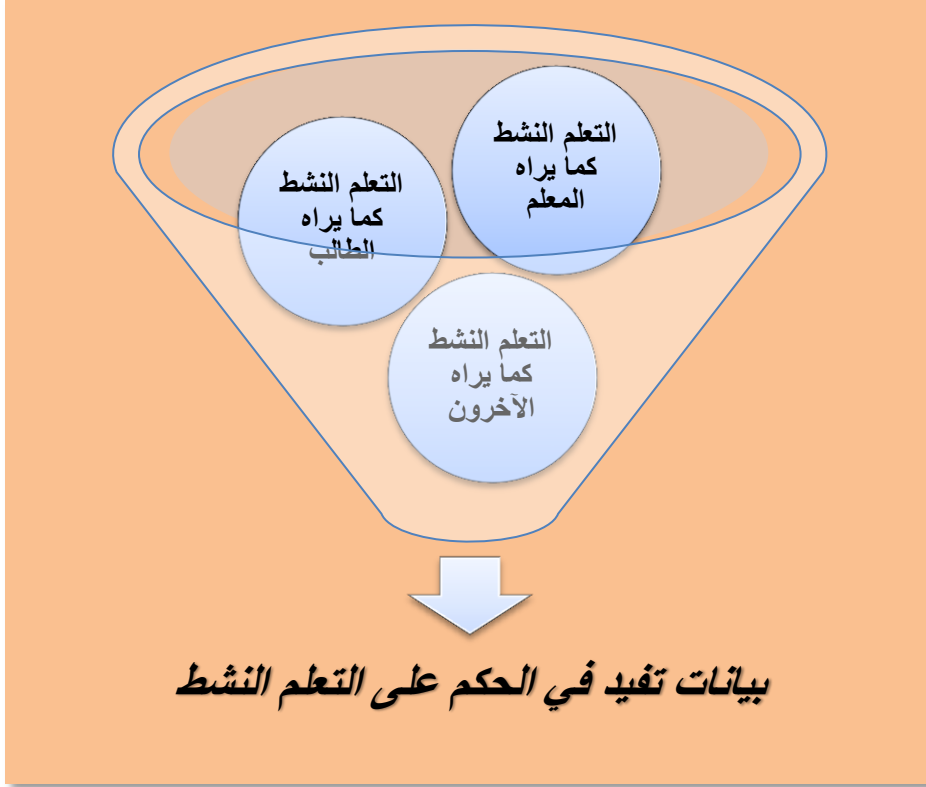 التعلم النشط
كما يراه
المعلم
التعلم النشط
كما يراه
الطالب
التعلم النشط
كما يراه
الآخرون
بيانات تفيد في الحكم على التعلم النشط